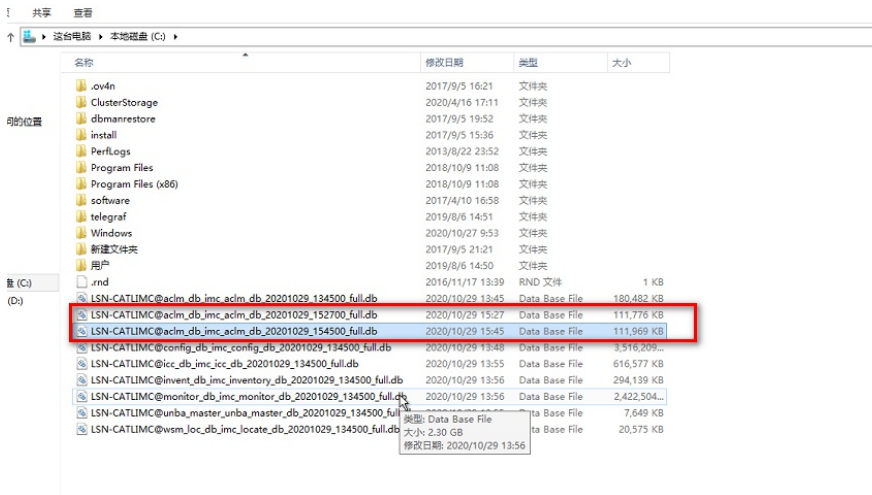 共享 查看
这台电脑 本地磁盘 (C:)
名称 修改日期 类型 大小
.ov4n 2017/9/5 16:21 文件夹
ClusterStorage 2020/4/16 17:11 文件夹
dbmanrestore 2017/9/5 19:52 文件夹
问的位置
install 2017/9/5 15:36 文件夹
PerfLogs 2013/8/22 23:52 文件夹
Program Files 2018/10/9 11:08 文件夹
Program Files (x86) 2018/10/9 11:08 文件夹
software 2017/4/10 16:58 文件夹
telegraf 2019/8/6 14:51 文件夹
Windows 2020/10/27 9:53 文件夹
新建文件夹 2017/9/5 21:21 文件夹
用户 2019/8/6 14:50 文件夹
盘 (C:) .rnd 2016/11/17 13:39 RND 文件 1 KB
(D:) LSN-CATLIMC@aclm_db_imc_aclm_db_20201029_134500_full.db 2020/10/29 13:45 Data Base File 180,482 KB
LSN-CATLIMC@aclm_db_imc_aclm_db_20201029_152700_full.db 2020/10/29 15:27 Data Base File 111,776 KB
LSN-CATLIMC@aclm_db_imc_aclm_db_20201029_154500_full.db 2020/10/29 15:45 Data Base File 111,969 KB
LSN-CATLIMC@config_db_imc_config_db_20201029_134500_full.db 2020/10/29 13:48 Data Base File 3,516,209...
LSN-CATLIMC@icc_db_imc_icc_db_20201029_134500_full.db 2020/10/29 13:55 Data Base File 616,577 KB
LSN-CATLIMC@invent_db_imc_inventory_db_20201029_134500_full.db 2020/10/29 13:56 Data Base File 294,139 KB
LSN-CATLIMC@monitor_db_imc_monitor_db_20201029_134500_full.db 2020/10/29 13:56 Data Base File 2,422,504...
LSN-CATLIMC@unba_master_unba_master_db_20201029_134500_full 7,649 KB
LSN-CATLIMC@wsm_loc_db_imc_locate_db_20201029_134500_full.db ta Base File 20,575 KB
类型: Data Base File
大小: 2.30 GB
修改日期: 2020/10/29 13:56